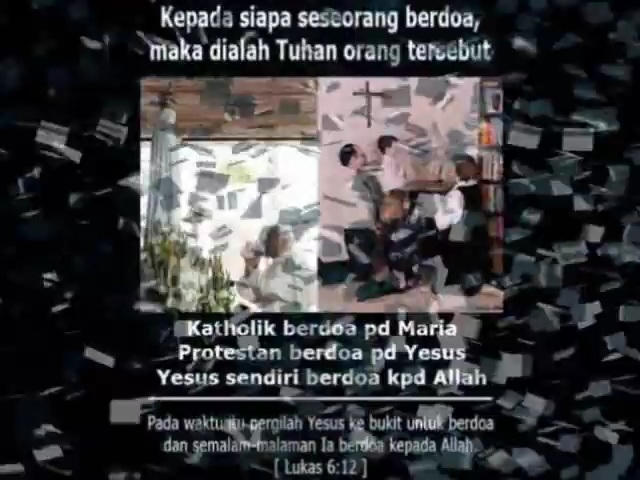 Kepada siapa seseorang berdoa,
maka dialah Tuhan orang tersebut
Katholik berdoa pd Maria
Protestan berdoa pd Yesus
Yesus sendiri berdoa kpd Allah
Pada waktu itu pergilah Yesus ke bukit untuk berdoa
dan semalam-malaman Ia berdoa kepada Allah.
[ Lukas 6:12 ]